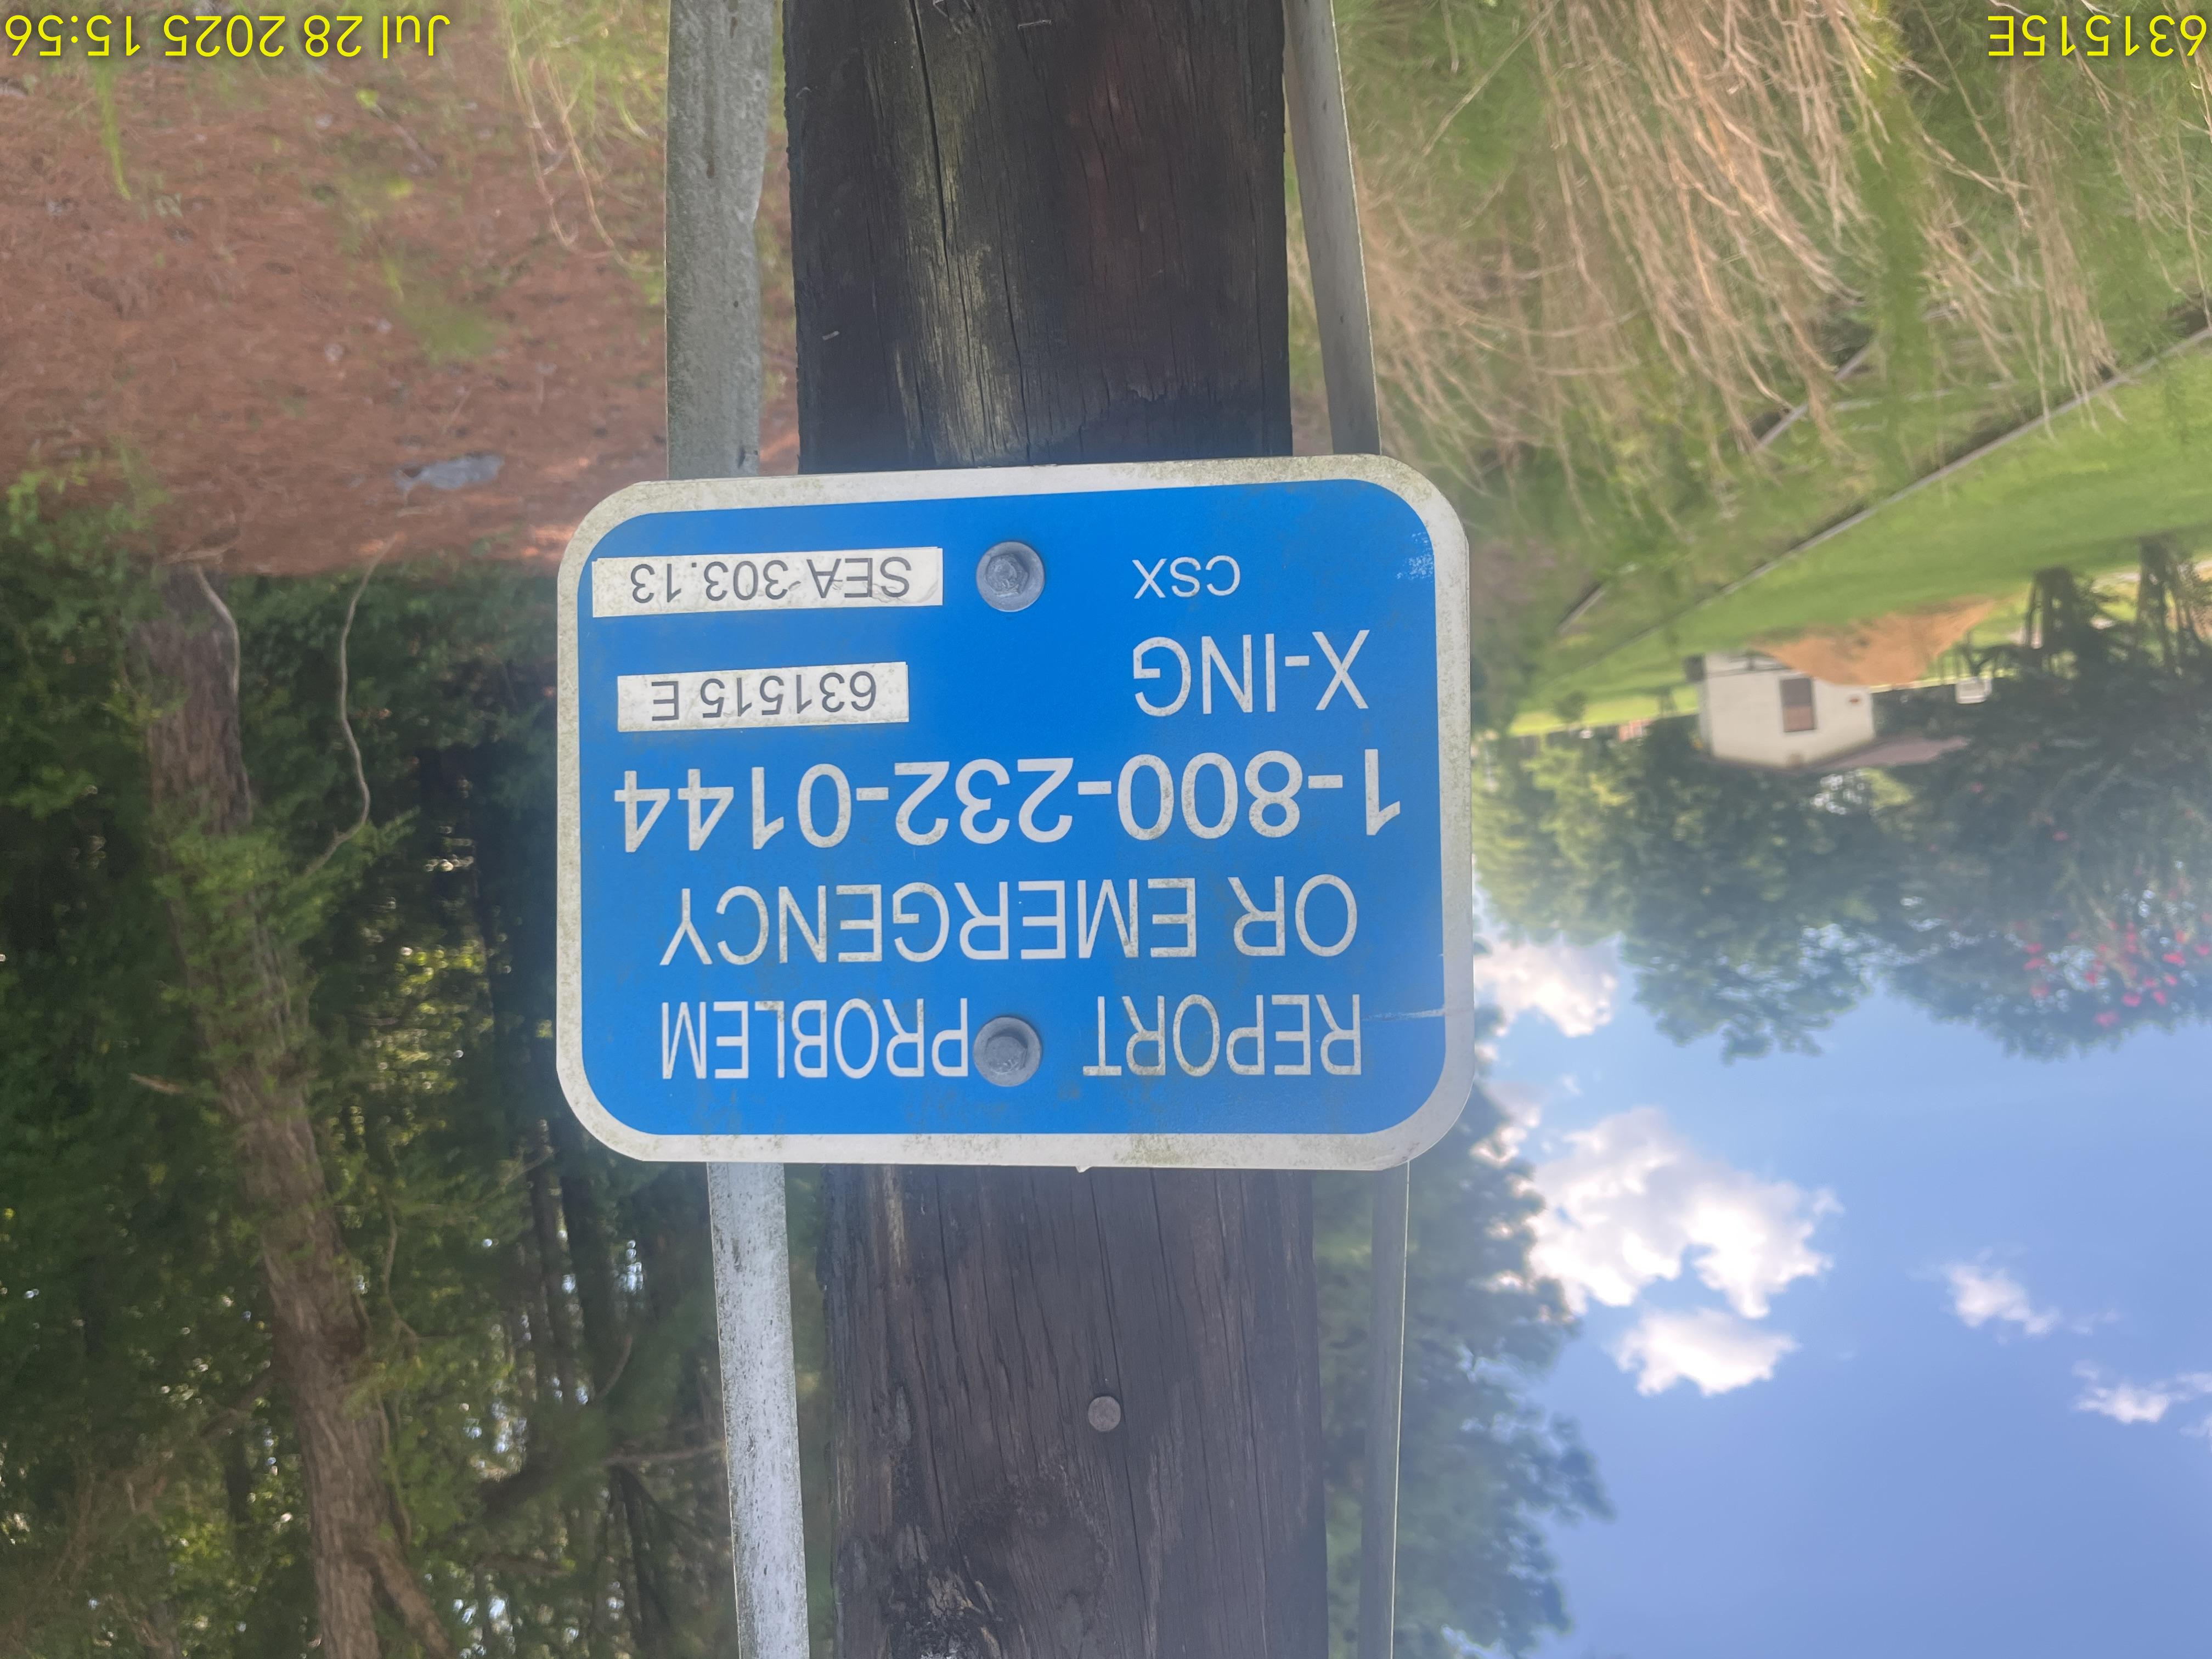 REPORT PROBLEM
OR EMERGENCY
1-800-232-0144
X-ING 631515 E
CSX SEA 303.13
631515E Jul 28 2025 15:56